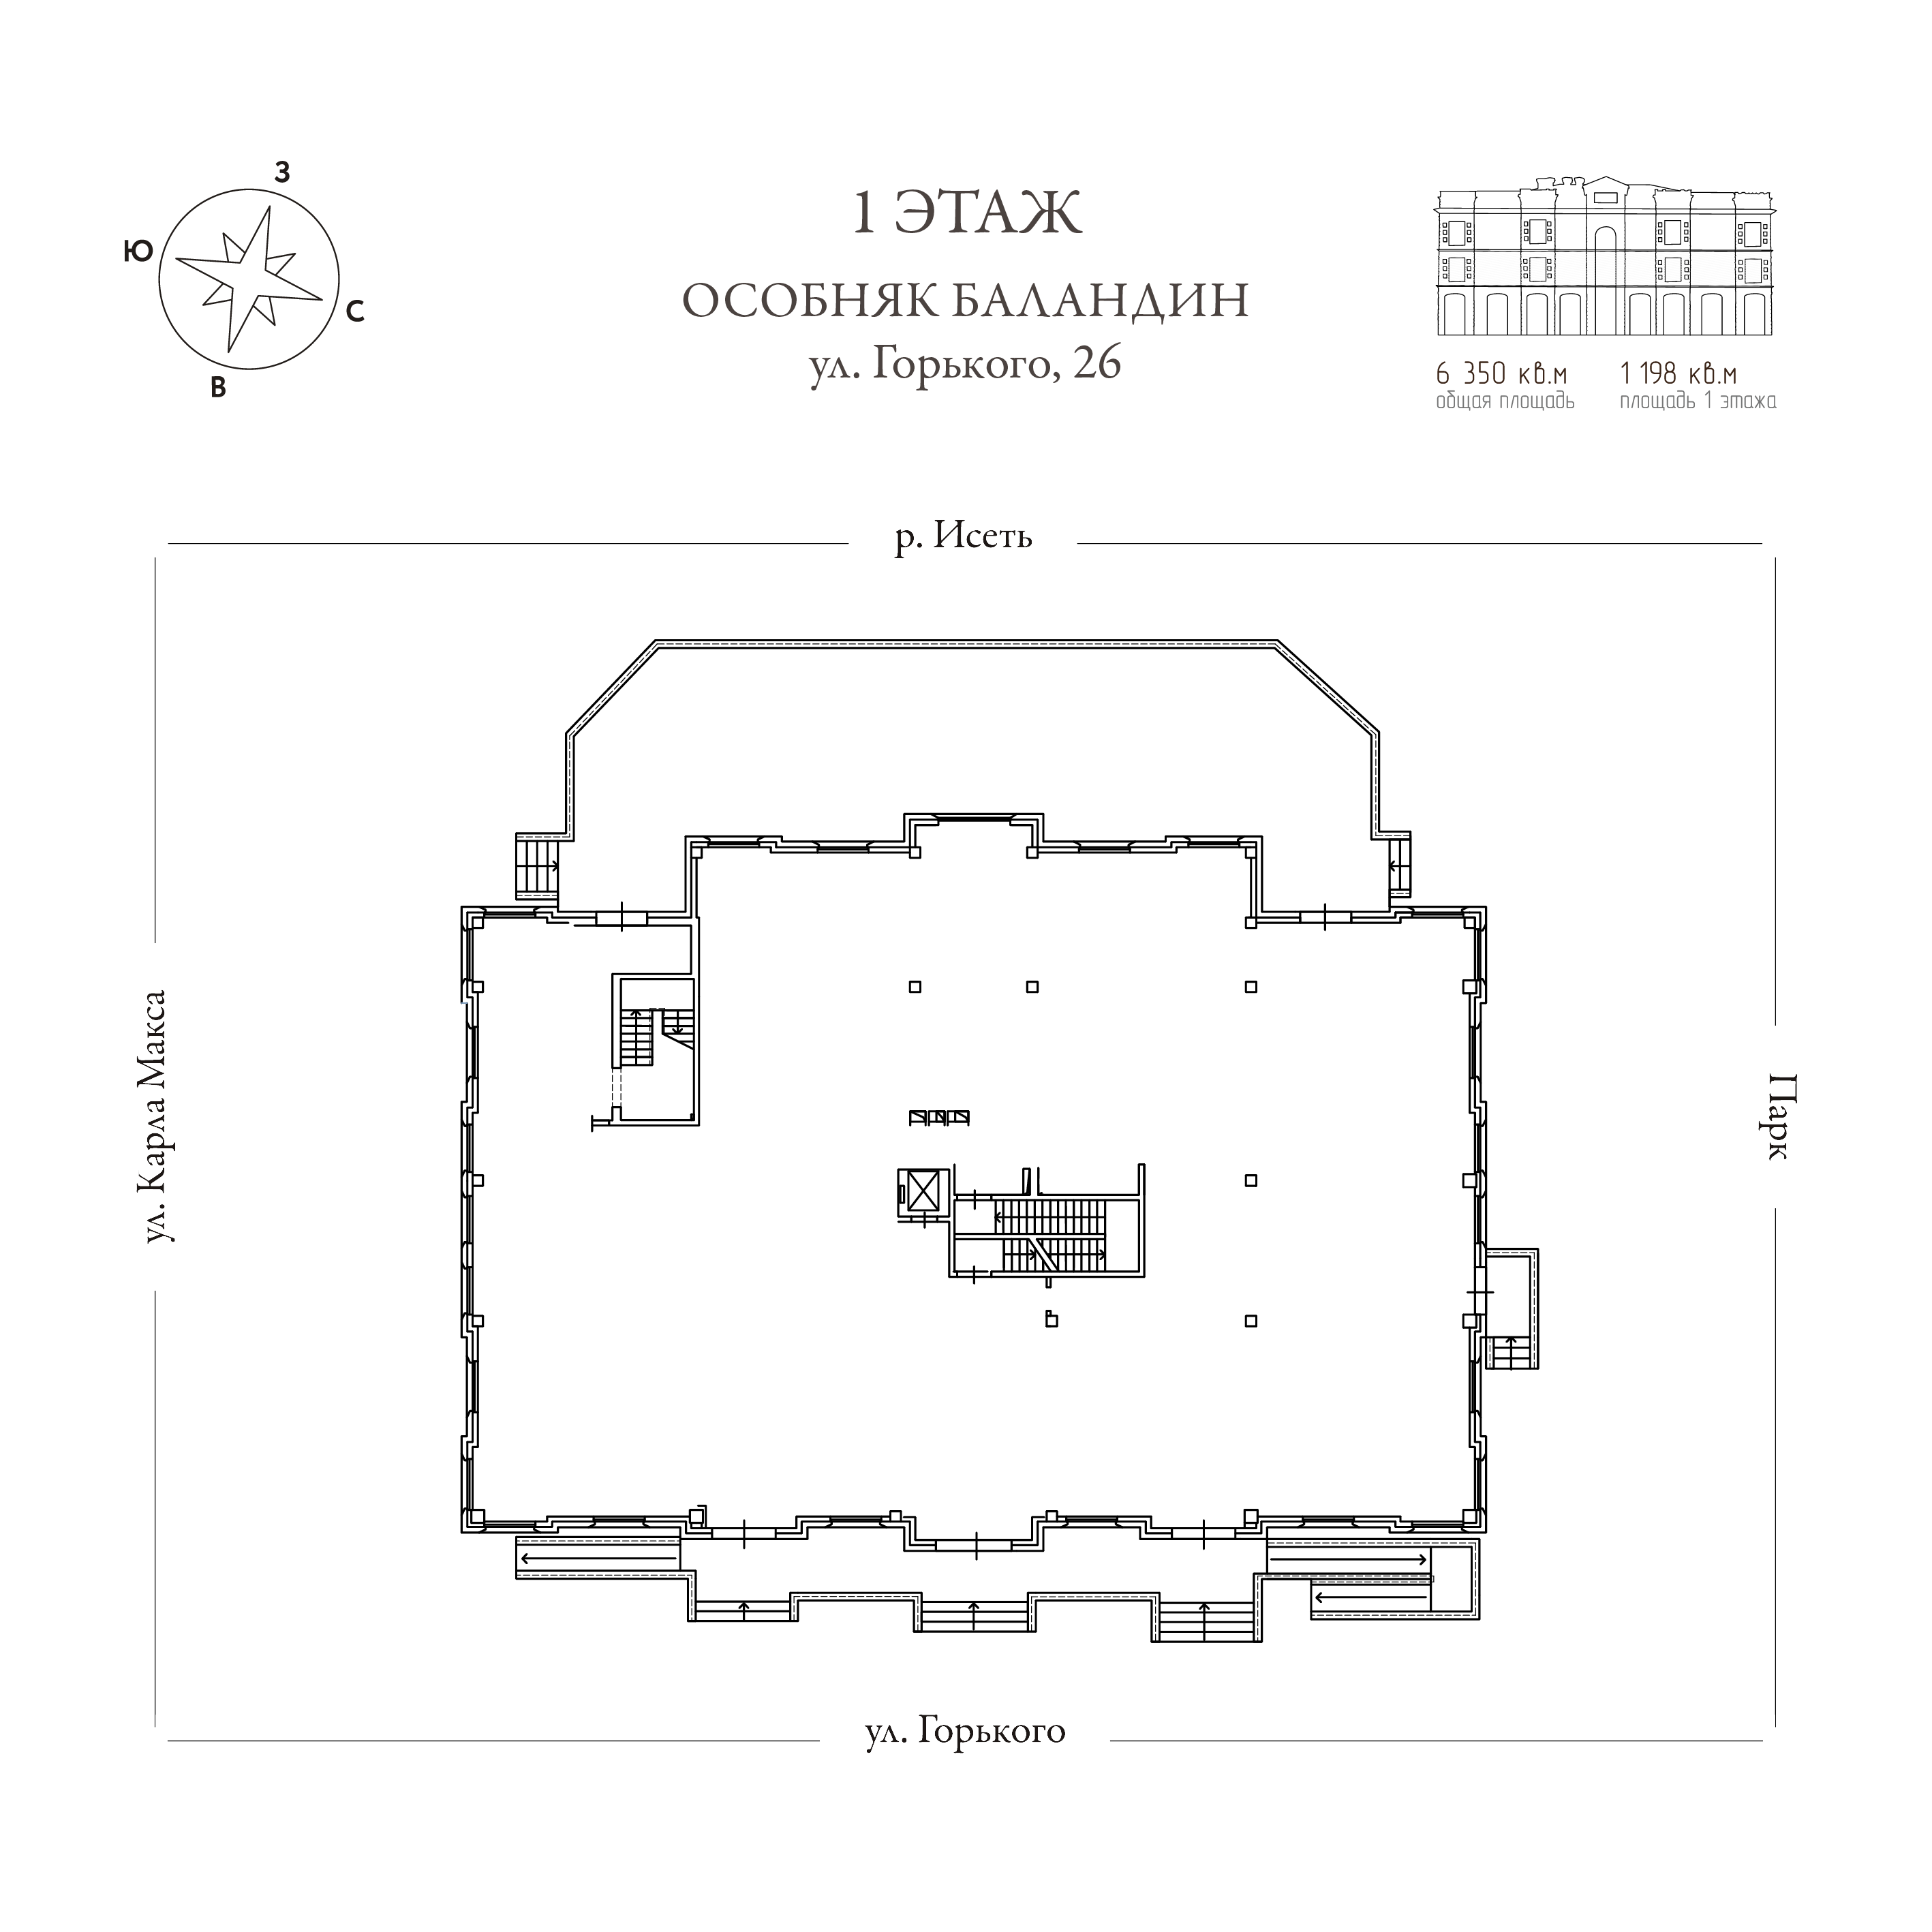 З
Ю
С
В
1 ЭТАЖ
ОСОБНЯК БАЛАНДИН
ул. Горького, 26
6 350 кв.м
общая площадь
1 198 кв.м
площадь 1 этажа
р. Исеть
ул. Карла Макса
Парк
ул. Горького